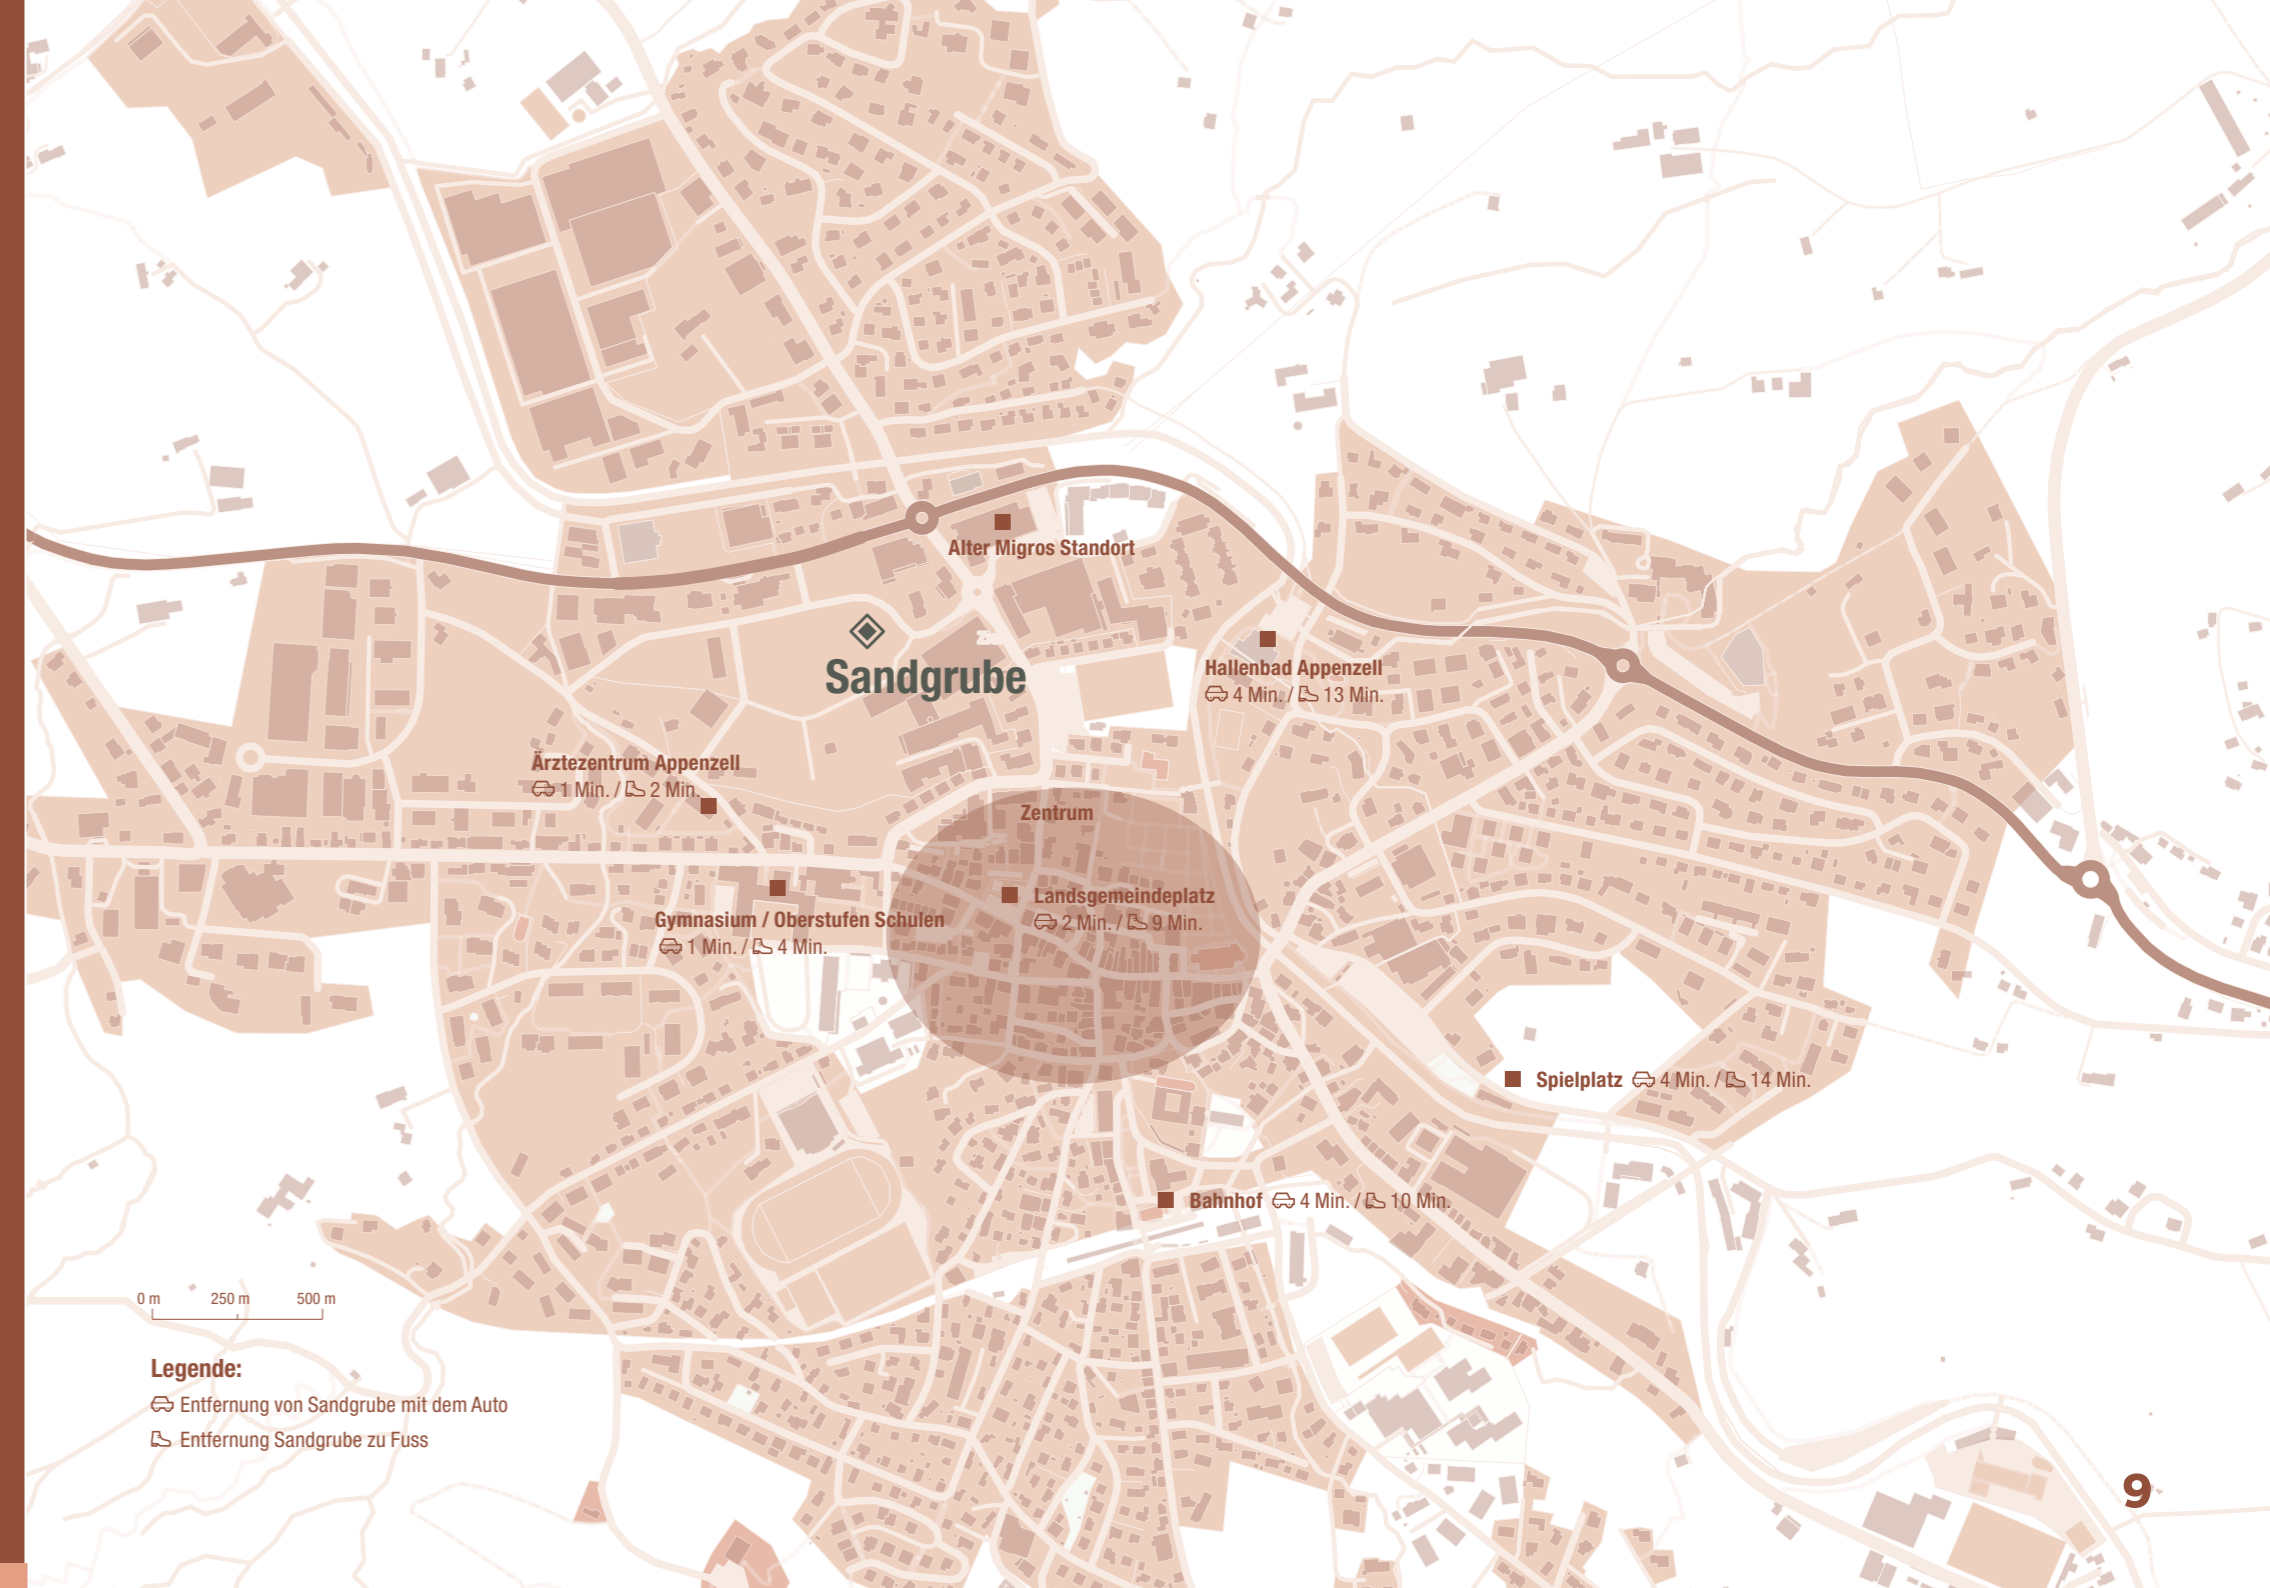 Alter Migros Standort
Sandgrube
Hallenbad Appenzell
4 Min. / 13 Min.
Ärztezentrum Appenzell
1 Min. / 2 Min.
Zentrum
Landsgemeindeplatz
2 Min. / 9 Min.
Gymnasium / Oberstufen Schulen
1 Min. / 4 Min.
Spielplatz 4 Min. / 14 Min.
Bahnhof 4 Min. / 10 Min.
0 m 250 m 500 m
Legende:
Entfernung von Sandgrube mit dem Auto
Entfernung Sandgrube zu Fuss
9